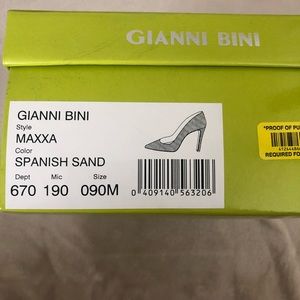 GIANNI BINI
*PROOF OF PU
REQUIRED FO
GIANNI BINI
Style
MAXXA
Color
SPANISH SAND
Dept Mic Size
670 190 090M
0 409140 563206